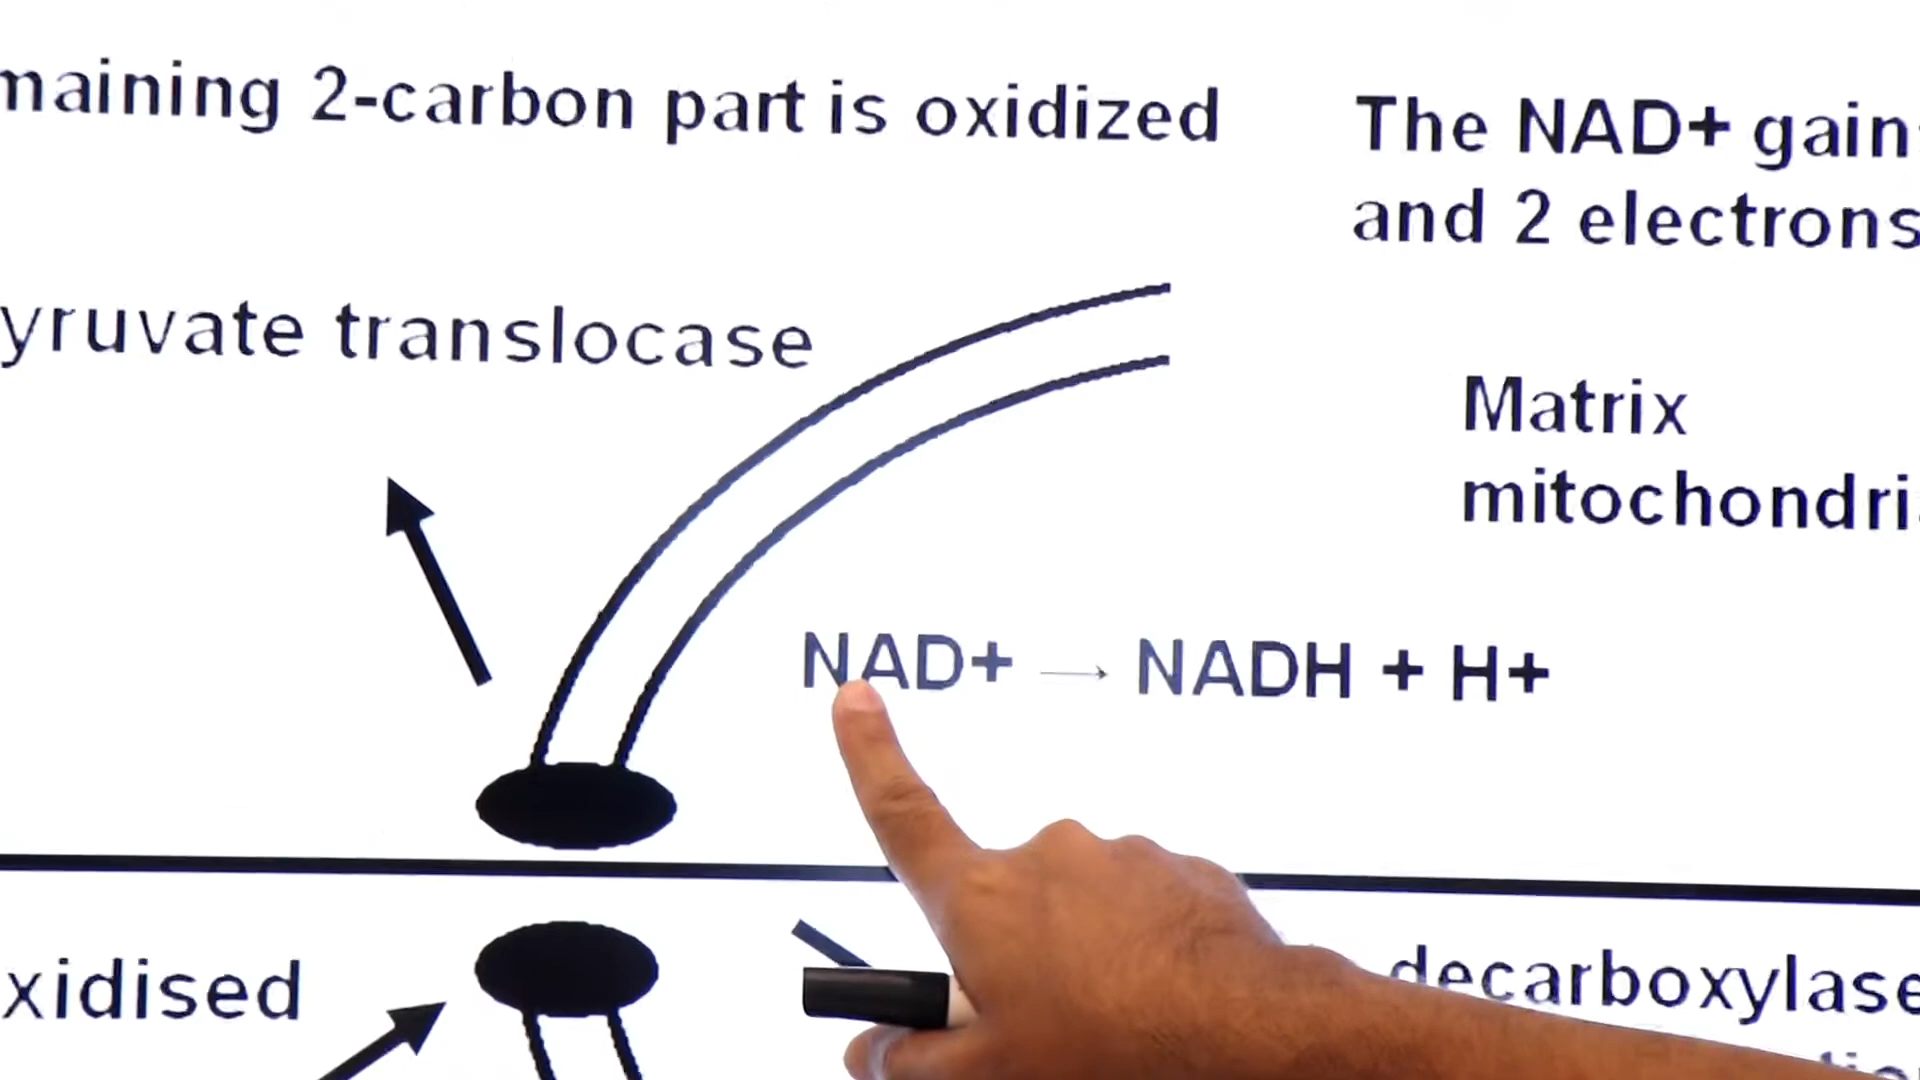 maining 2-carbon part is oxidized
The NAD+ gain
and 2 electrons
yruvate translocase
Matrix
mitochondri
NAD+ → NADH + H+
xidised
decarboxylase